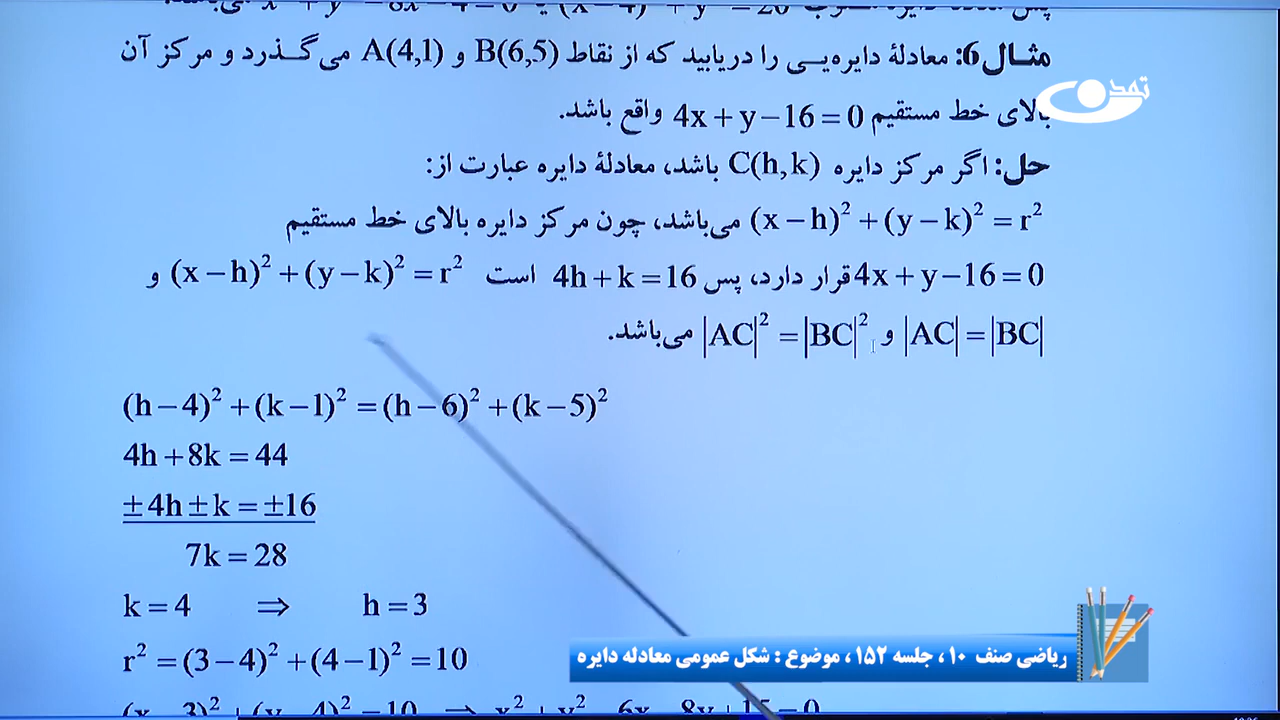 مثال6: معادلۀ دایره‌یی را دریابید که از نقاط B(6,5) و A(4,1) می‌گذرد و مرکز آن
تمدن
بالای خط مستقیم 4x + y − 16 = 0 واقع باشد.
حل: اگر مرکز دایره C(h,k) باشد، معادلۀ دایره عبارت از:
(x − h)² + (y − k)² = r² می‌باشد، چون مرکز دایره بالای خط مستقیم
4x + y − 16 = 0 قرار دارد، پس 4h + k = 16 است (x − h)² + (y − k)² = r² و
|AC| = |BC| و |AC|² = |BC|² می‌باشد.
(h − 4)² + (k − 1)² = (h − 6)² + (k − 5)²
4h + 8k = 44
± 4h ± k = ±16
7k = 28
k = 4 ⇒ h = 3
r² = (3 − 4)² + (4 − 1)² = 10
ریاضی صنف ۱۰ ، جلسه ۱۵۲ ، موضوع : شکل عمومی معادله دایره